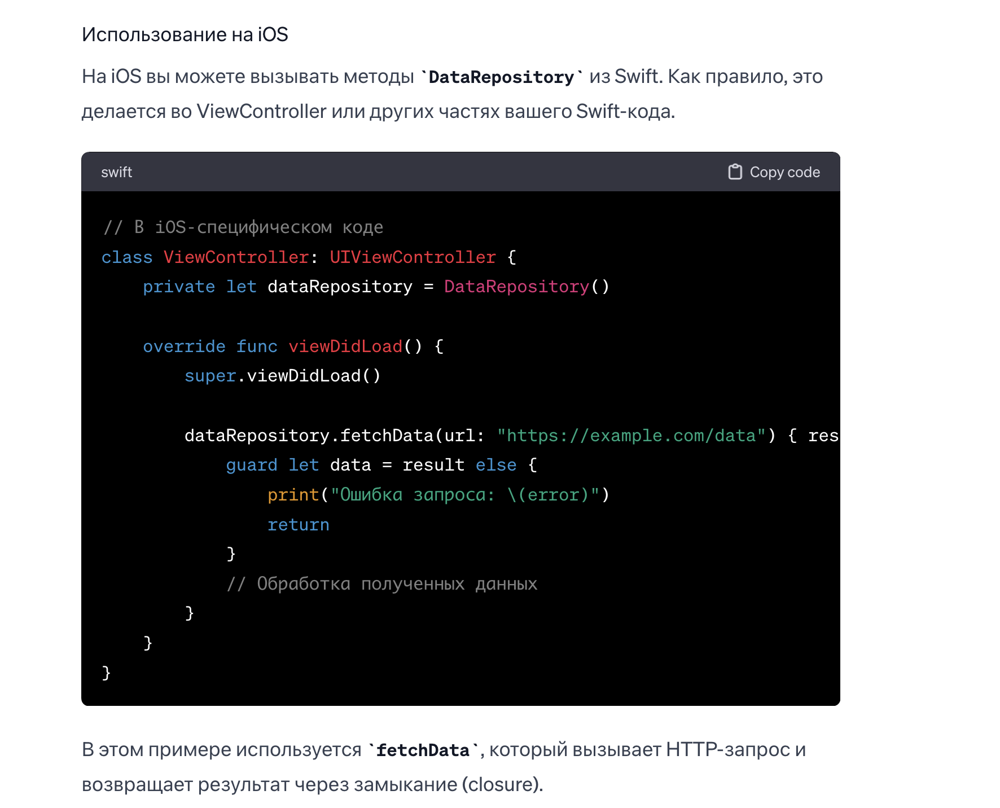 Использование на iOS
На iOS вы можете вызывать методы `DataRepository` из Swift. Как правило, это
делается во ViewController или других частях вашего Swift-кода.
swift
Copy code
// В iOS-специфическом коде
class ViewController: UIViewController {
    private let dataRepository = DataRepository()
    override func viewDidLoad() {
        super.viewDidLoad()
        dataRepository.fetchData(url: "https://example.com/data") { res
            guard let data = result else {
                print("Ошибка запроса: \(error)")
                return
            }
            // Обработка полученных данных
        }
    }
}
В этом примере используется `fetchData`, который вызывает HTTP-запрос и
возвращает результат через замыкание (closure).